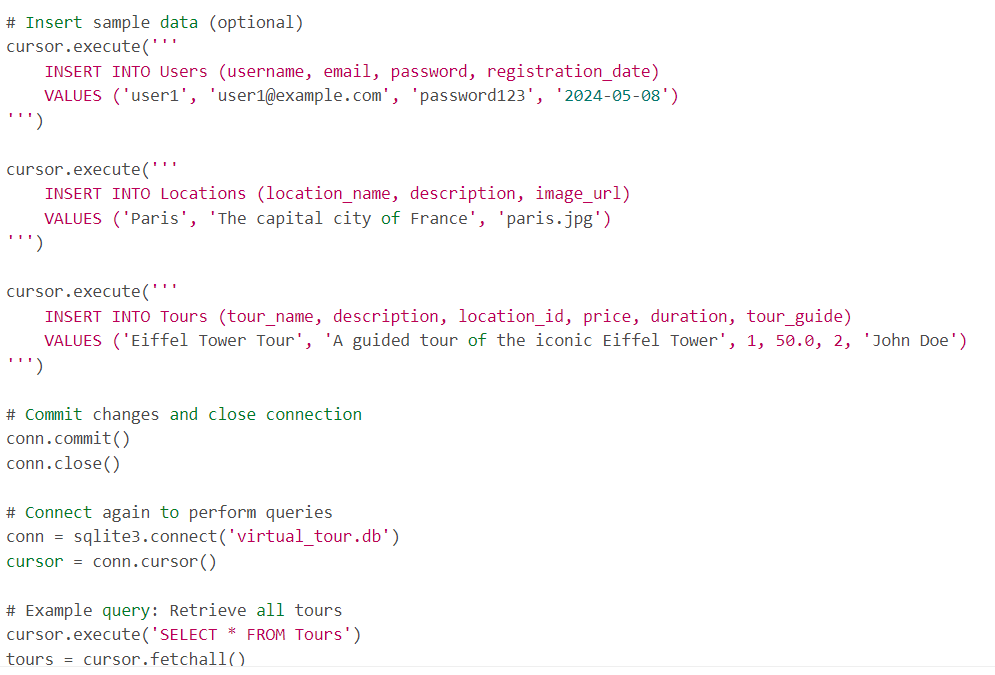 # Insert sample data (optional)
cursor.execute('''
    INSERT INTO Users (username, email, password, registration_date)
    VALUES ('user1', 'user1@example.com', 'password123', '2024-05-08')
''')

cursor.execute('''
    INSERT INTO Locations (location_name, description, image_url)
    VALUES ('Paris', 'The capital city of France', 'paris.jpg')
''')

cursor.execute('''
    INSERT INTO Tours (tour_name, description, location_id, price, duration, tour_guide)
    VALUES ('Eiffel Tower Tour', 'A guided tour of the iconic Eiffel Tower', 1, 50.0, 2, 'John Doe')
''')

# Commit changes and close connection
conn.commit()
conn.close()

# Connect again to perform queries
conn = sqlite3.connect('virtual_tour.db')
cursor = conn.cursor()

# Example query: Retrieve all tours
cursor.execute('SELECT * FROM Tours')
tours = cursor.fetchall()